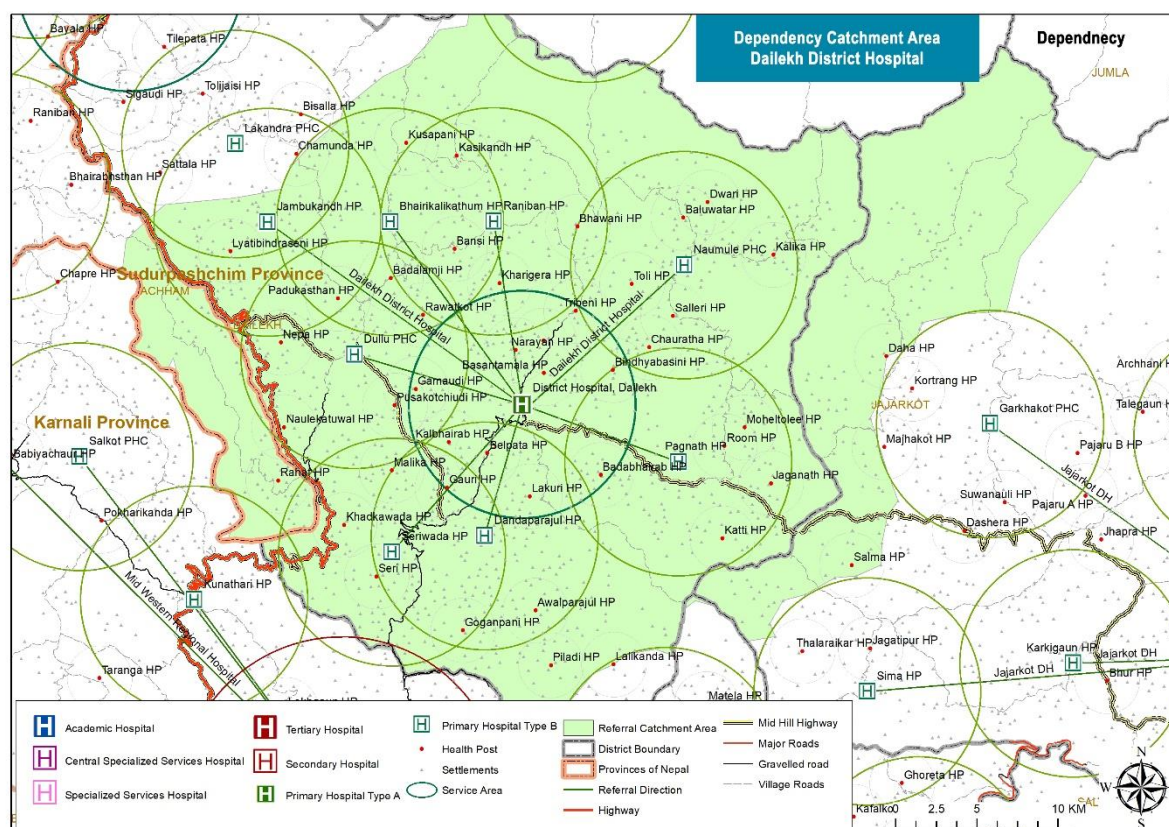 Dependency Catchment Area
Dailekh District Hospital
Dependnecy
JUMLA
Bayala HP
Tilepata HP
Sigaudi HP
Tolijaisi HP
Raniban HP
Bisalla HP
Lakandra PHC
Kusapani HP
Chamunda HP
Kasikandh HP
Sattala HP
Bhairabhsthan HP
Dwari HP
Jambukandh HP
Bhairikalikathum HP
Raniban HP
Baluwatar HP
Bhawani HP
Lyatibindraseni HP
Bansi HP
Naumule PHC
Kalika HP
Chapre HP
Sudurpashchim Province
ACHHAM
Badalamji HP
Kharigera HP
Toli HP
Padukasthan HP
Dailekh District Hospital
Rawatkot HP
Tribeni HP
Salleri HP
DAILEKH
Nepa HP
Dullu PHC
Narayan HP
Dailekh District Hospital
Chauratha HP
Daha HP
Basantamala HP
Bindhyabasini HP
Archhani
Gamaudi HP
District Hospital, Dailekh
Kortrang HP
Pusakotchiudi HP
JAJARKOT
Garkhakot PHC
Talegaun
Karnali Province
Naulekatuwal HP
Moheltolee HP
Salkot PHC
Kalbhairab HP
Belpata HP
Pagnath HP
Room HP
Majhakot HP
Pajaru B HP
Babiyachaur HP
Malika HP
Badabhairab HP
Jajarkot DH
Rahaf HP
Gauri HP
Jaganath HP
Lakuri HP
Suwanauli HP
Pajaru A HP
Pokharikanda HP
Khadkawada HP
Dandaparajul HP
Dashera HP
Seriwada HP
Katti HP
Jhapra HP
Salma HP
Kunathari HP
Seri HP
Mid Western Regional Hospital
Awalparajul HP
Goganpani HP
Thalaraikar HP
Jagatipur HP
Karkigaun HP
Taranga HP
Piladi HP
Lalikanda HP
Jajarkot DH
Jajarkot DH
Sima HP
Bhur HP
Matela HP
Ghoreta HP
Academic Hospital
Tertiary Hospital
Primary Hospital Type B
Referral Catchment Area
Mid Hill Highway
Health Post
District Boundary
Major Roads
Central Specialized Services Hospital
Secondary Hospital
Settlements
Provinces of Nepal
Gravelled road
Specialized Services Hospital
Primary Hospital Type A
Service Area
Referral Direction
Village Roads
Highway
Kafalko
0 2.5 5 10 KM
N
W E
S